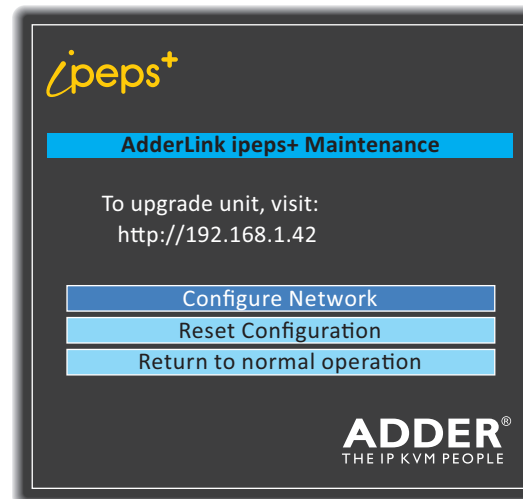 ipeps+
AdderLink ipeps+ Maintenance
To upgrade unit, visit:
http://192.168.1.42
Configure Network
Reset Configuration
Return to normal operation
ADDER®
THE IP KVM PEOPLE